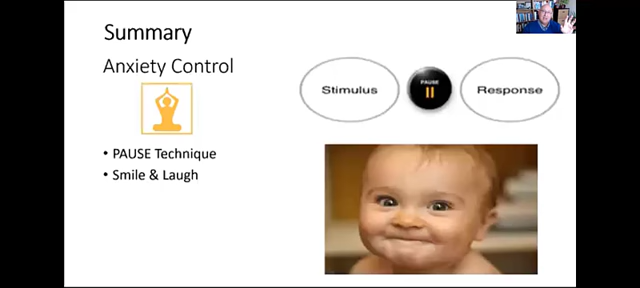 Summary
Anxiety Control
• PAUSE Technique
• Smile & Laugh
Stimulus
PAUSE
Response